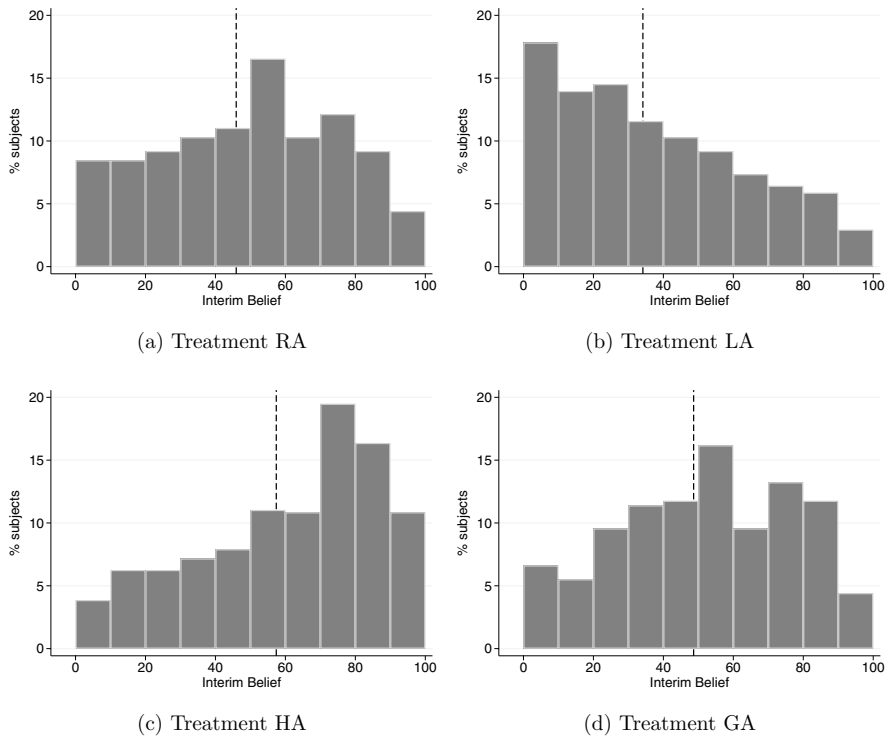 20
15
10
5
0
% subjects
0 20 40 60 80 100
Interim Belief
(a) Treatment RA
20
15
10
5
0
% subjects
0 20 40 60 80 100
Interim Belief
(b) Treatment LA
20
15
10
5
0
% subjects
0 20 40 60 80 100
Interim Belief
(c) Treatment HA
20
15
10
5
0
% subjects
0 20 40 60 80 100
Interim Belief
(d) Treatment GA